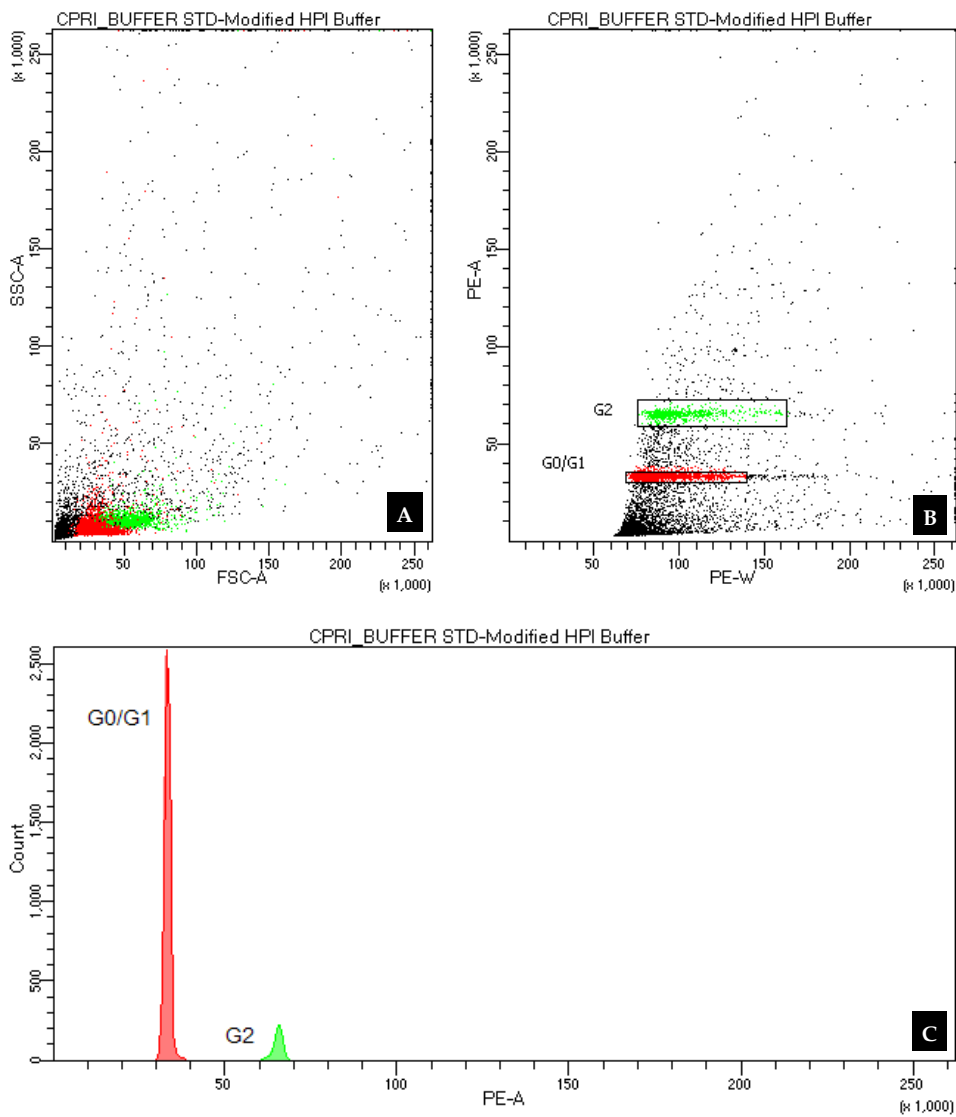 CPRI_BUFFER STD-Modified HPI Buffer
(x 1,000)
250
200
150
100
50
SSC-A
A
50 100 150 200 250
FSC-A
(x 1,000)
CPRI_BUFFER STD-Modified HPI Buffer
(x 1,000)
250
200
150
100
50
PE-A
G2
G0/G1
B
50 100 150 200 250
PE-W
(x 1,000)
CPRI_BUFFER STD-Modified HPI Buffer
2,500
2,000
1,500
1,000
500
0
Count
G0/G1
G2
C
50 100 150 200 250
PE-A
(x 1,000)